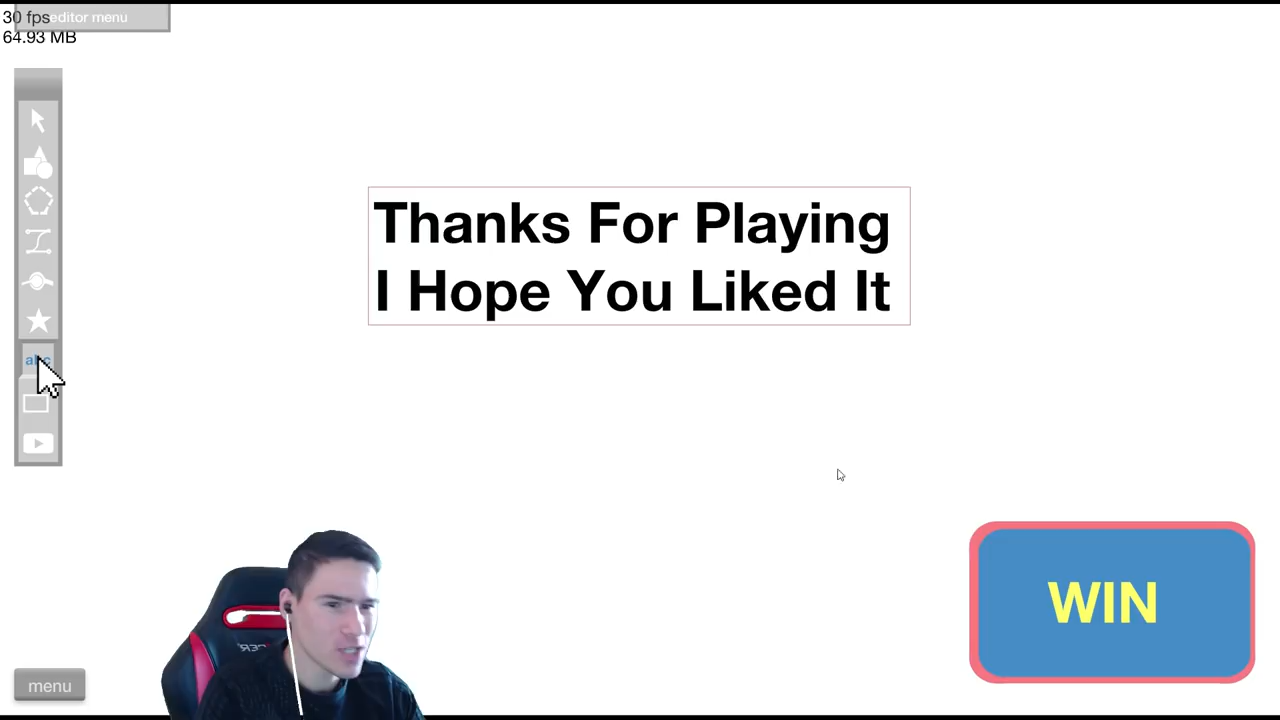 30 fps
editor menu
64.93 MB
Thanks For Playing
I Hope You Liked It
WIN
menu